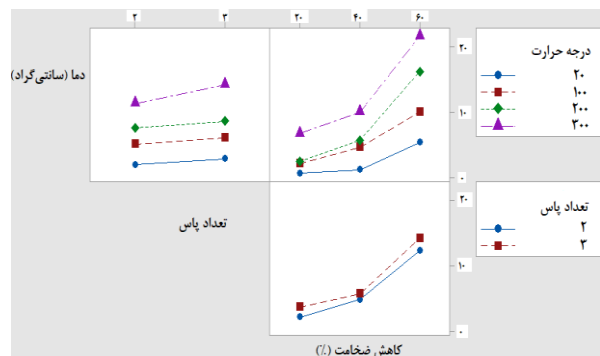 ۲ ۳ ۲۰ ۴۰ ۶۰
دما (سانتی‌گراد)
۲۰
۱۰
۰
درجه حرارت
۲۰
۱۰۰
۲۰۰
۳۰۰
تعداد پاس
۲۰
۱۰
۰
تعداد پاس
۲
۳
کاهش ضخامت (٪)